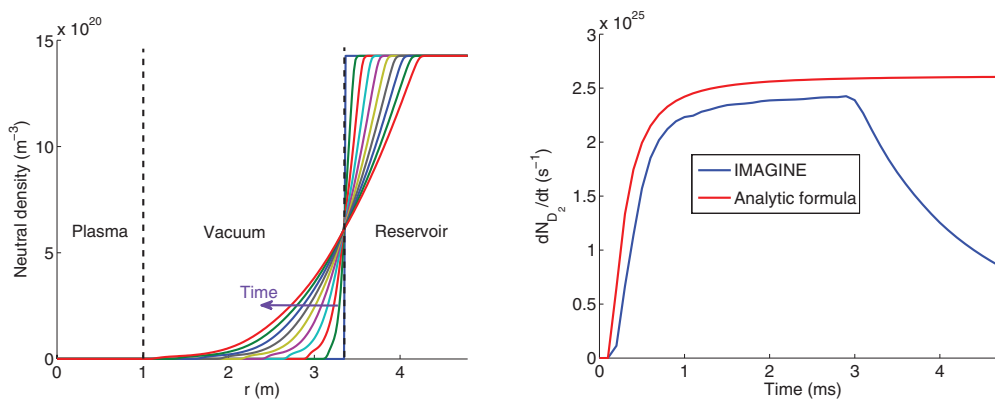 x 10^20
15
10
5
0
Neutral density (m^−3)
Plasma
Vacuum
Reservoir
Time
0
1
2
3
4
r (m)
x 10^25
3
2.5
2
1.5
1
0.5
0
dN_D_2/dt (s^−1)
IMAGINE
Analytic formula
0
1
2
3
4
Time (ms)